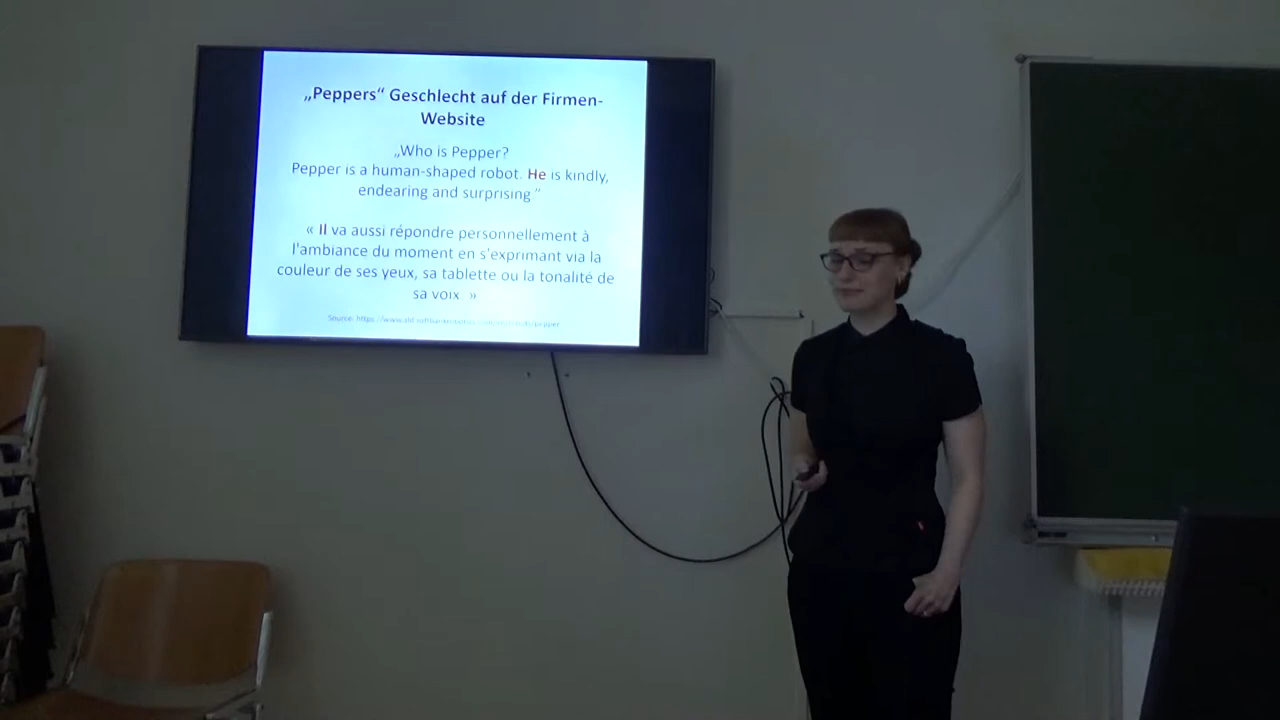 „Peppers“ Geschlecht auf der Firmen-
Website
„Who is Pepper?
Pepper is a human-shaped robot. He is kindly,
endearing and surprising.”
« Il va aussi répondre personnellement à
l'ambiance du moment en s'exprimant via la
couleur de ses yeux, sa tablette ou la tonalité de
sa voix. »
Source: